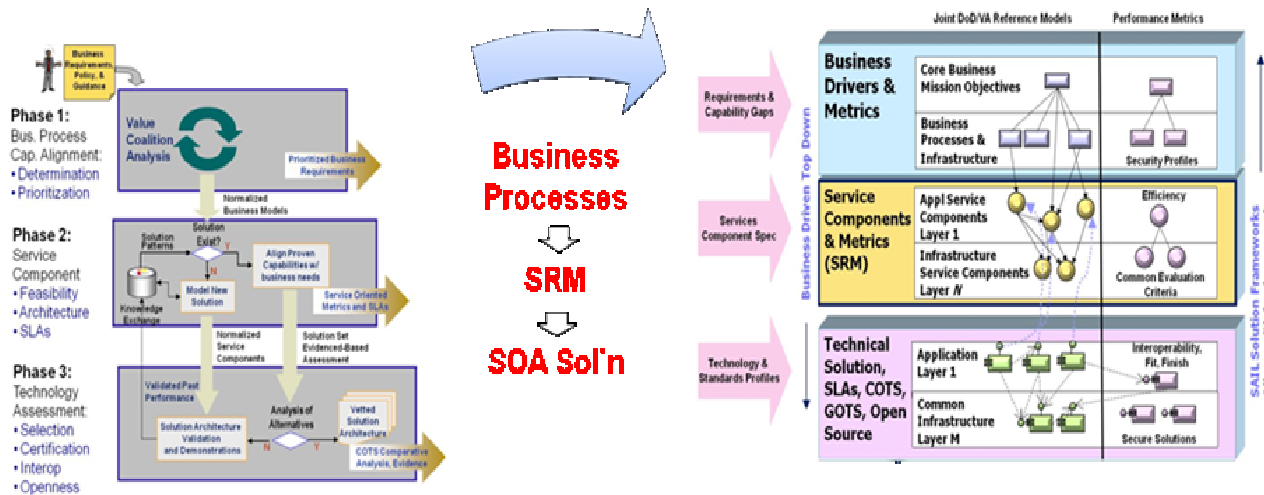 Business
Requirements,
Policy, &
Guidance
Phase 1:
Bus. Process
Cap. Alignment:
• Determination
• Prioritization
Value
Coalition
Analysis
Prioritized Business
Requirements
Normalized
Business Models
Phase 2:
Service
Component
• Feasibility
• Architecture
• SLAs
Solution
Patterns
Solution
Exist?
Y
N
Align Proven
Capabilities w/
business needs
Model New
Solution
Knowledge
Exchange
Service Oriented
Metrics and SLAs
Normalized
Service
Components
Solution Set
Evidenced-Based
Assessment
Phase 3:
Technology
Assessment:
• Selection
• Certification
• Interop
• Openness
Validated Past
Performance
Solution Architecture
Validation
and Demonstrations
Analysis of
Alternatives
N
Y
Vetted
Solution
Architecture
COTS Comparative
Analysis, Evidence
Business
Processes
SRM
SOA Sol'n
Joint DoD/VA Reference Models
Performance Metrics
Requirements &
Capability Gaps
Services
Component Spec
Technology &
Standards Profiles
Business Driven Top Down
Business
Drivers &
Metrics
Core Business
Mission Objectives
Business
Processes &
Infrastructure
Security Profiles
Service
Components
& Metrics
(SRM)
Appl Service
Components
Layer 1
Infrastructure
Service Components
Layer N
Efficiency
Common Evaluation
Criteria
Technical
Solution,
SLAs, COTS,
GOTS, Open
Source
Application
Layer 1
Common
Infrastructure
Layer M
Interoperability,
Fit, Finish
Secure Solutions
SAIL Solution Frameworks